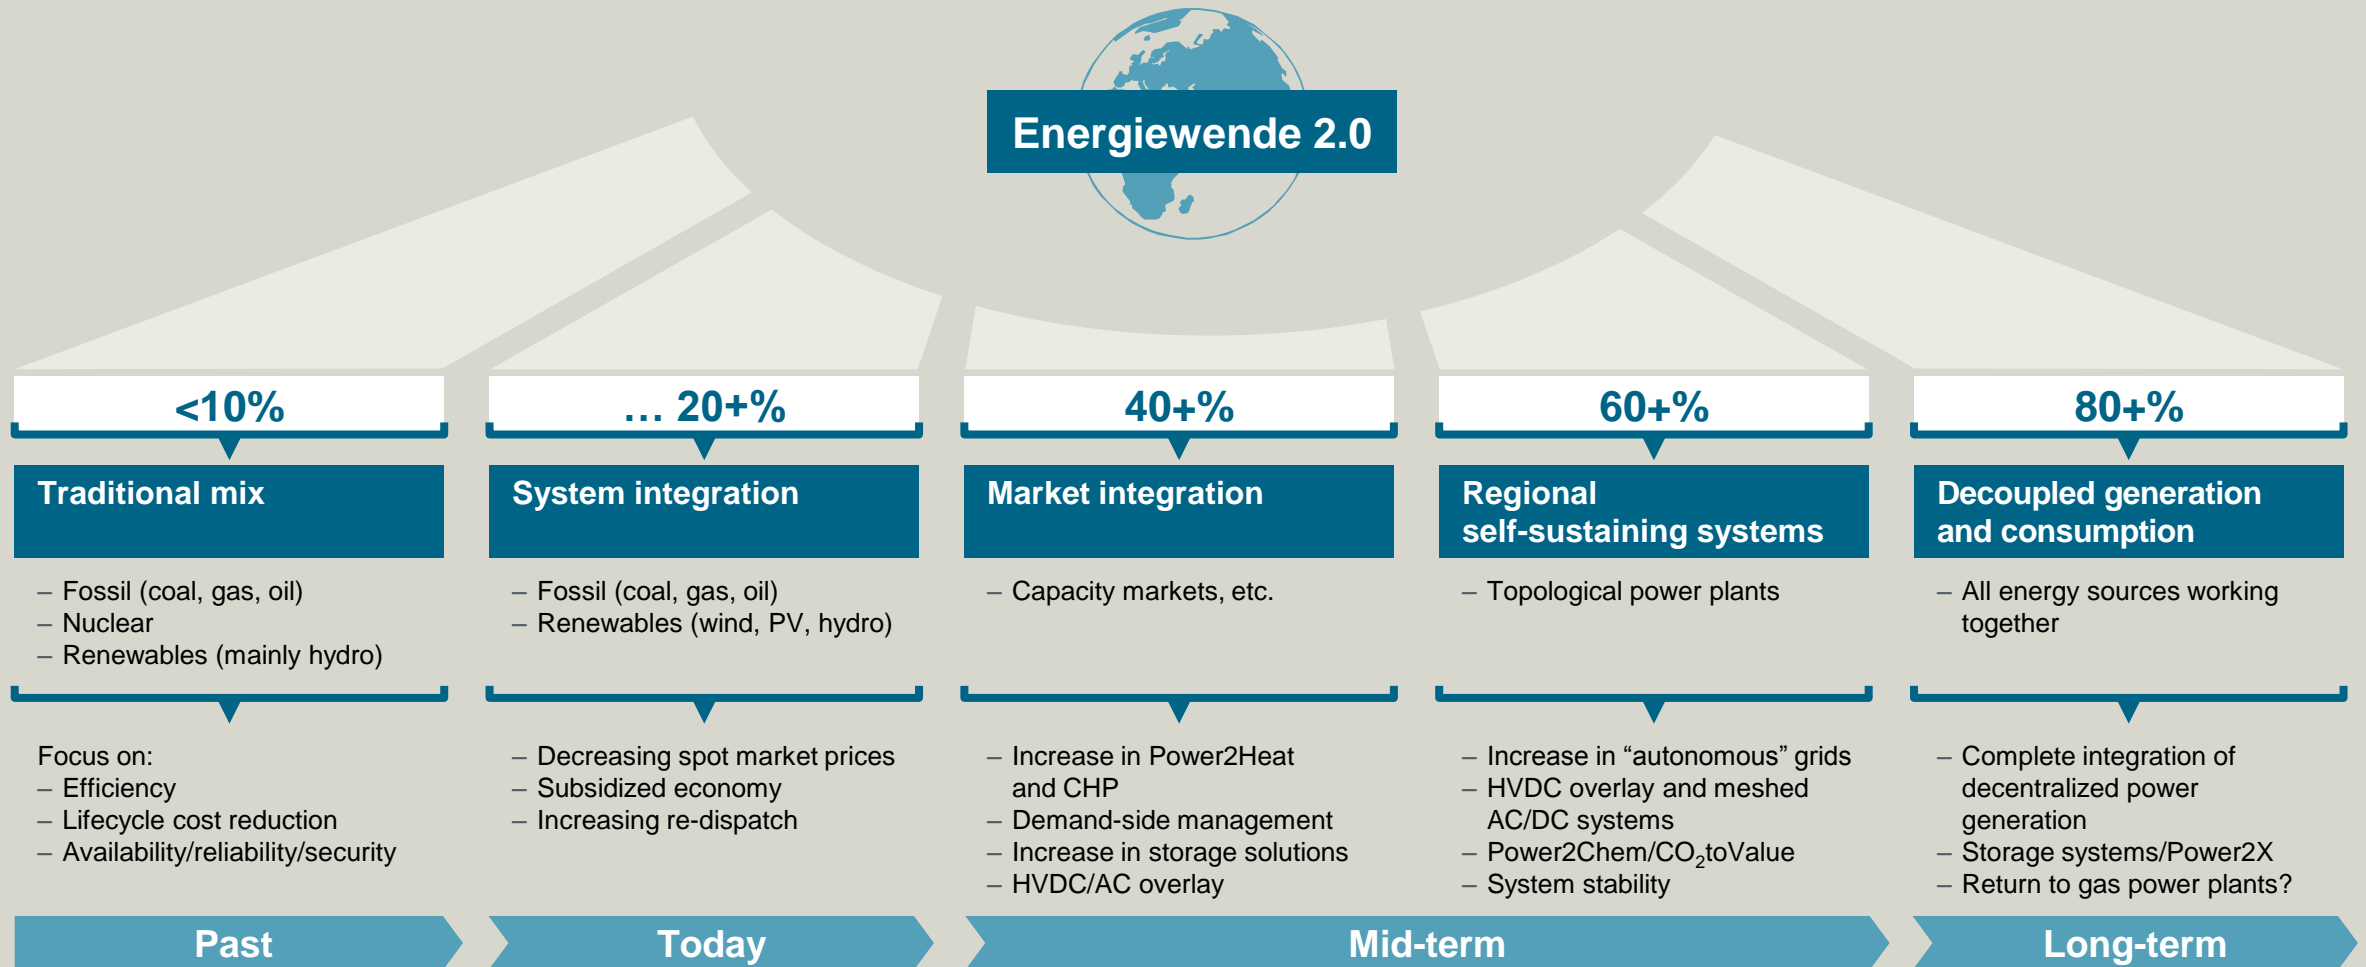 Energiewende 2.0
<10%
Traditional mix
– Fossil (coal, gas, oil)
– Nuclear
– Renewables (mainly hydro)
Focus on:
– Efficiency
– Lifecycle cost reduction
– Availability/reliability/security
Past
… 20+%
System integration
– Fossil (coal, gas, oil)
– Renewables (wind, PV, hydro)
– Decreasing spot market prices
– Subsidized economy
– Increasing re-dispatch
Today
40+%
Market integration
– Capacity markets, etc.
– Increase in Power2Heat
and CHP
– Demand-side management
– Increase in storage solutions
– HVDC/AC overlay
60+%
Regional
self-sustaining systems
– Topological power plants
– Increase in “autonomous” grids
– HVDC overlay and meshed
AC/DC systems
– Power2Chem/CO₂toValue
– System stability
Mid-term
80+%
Decoupled generation
and consumption
– All energy sources working
together
– Complete integration of
decentralized power
generation
– Storage systems/Power2X
– Return to gas power plants?
Long-term